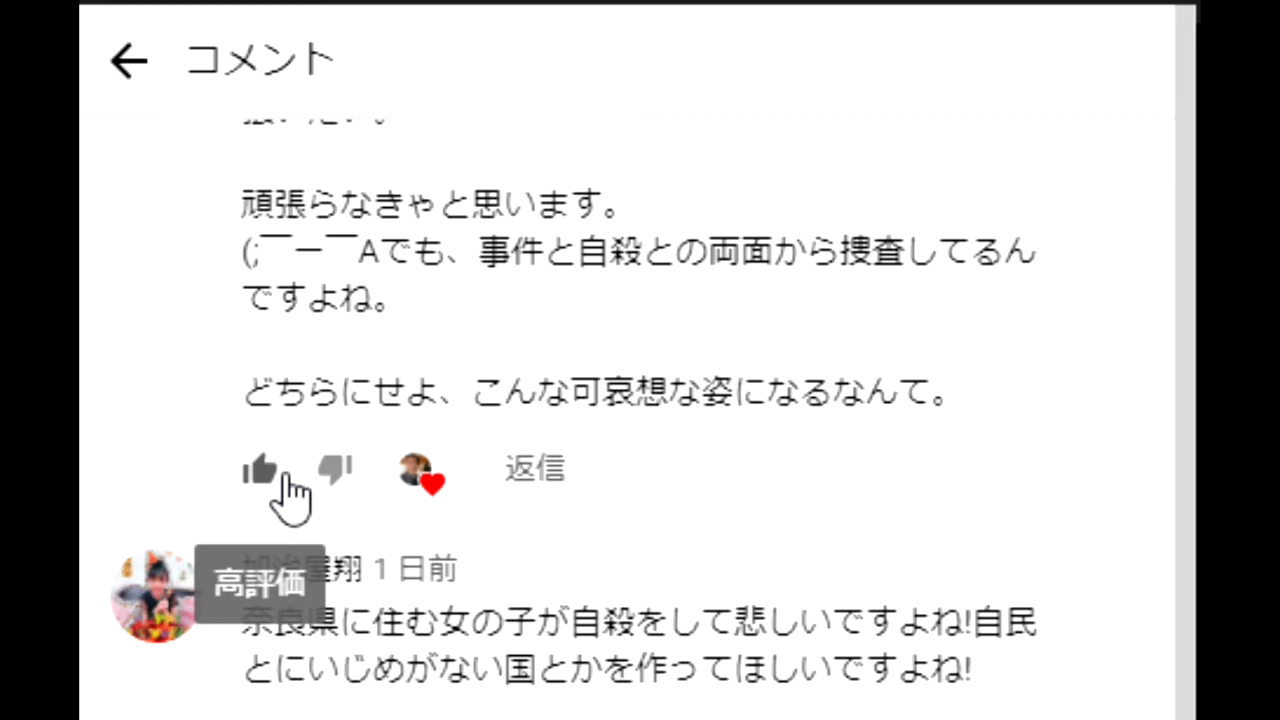 コメント
頑張らなきゃと思います。
(;￣ー￣Aでも、事件と自殺との両面から捜査してるん
ですよね。
どちらにせよ、こんな可哀想な姿になるなんて。
返信
加治屋翔 1 日前
高評価
奈良県に住む女の子が自殺をして悲しいですよね!自民
とにいじめがない国とかを作ってほしいですよね!